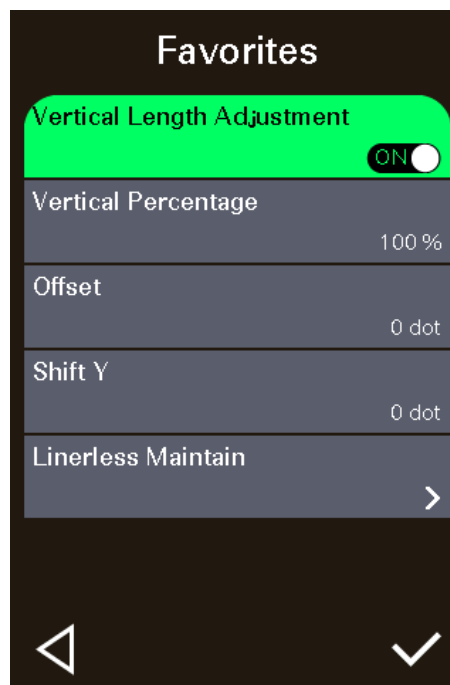 Favorites
Vertical Length Adjustment
ON
Vertical Percentage
100 %
Offset
0 dot
Shift Y
0 dot
Linerless Maintain